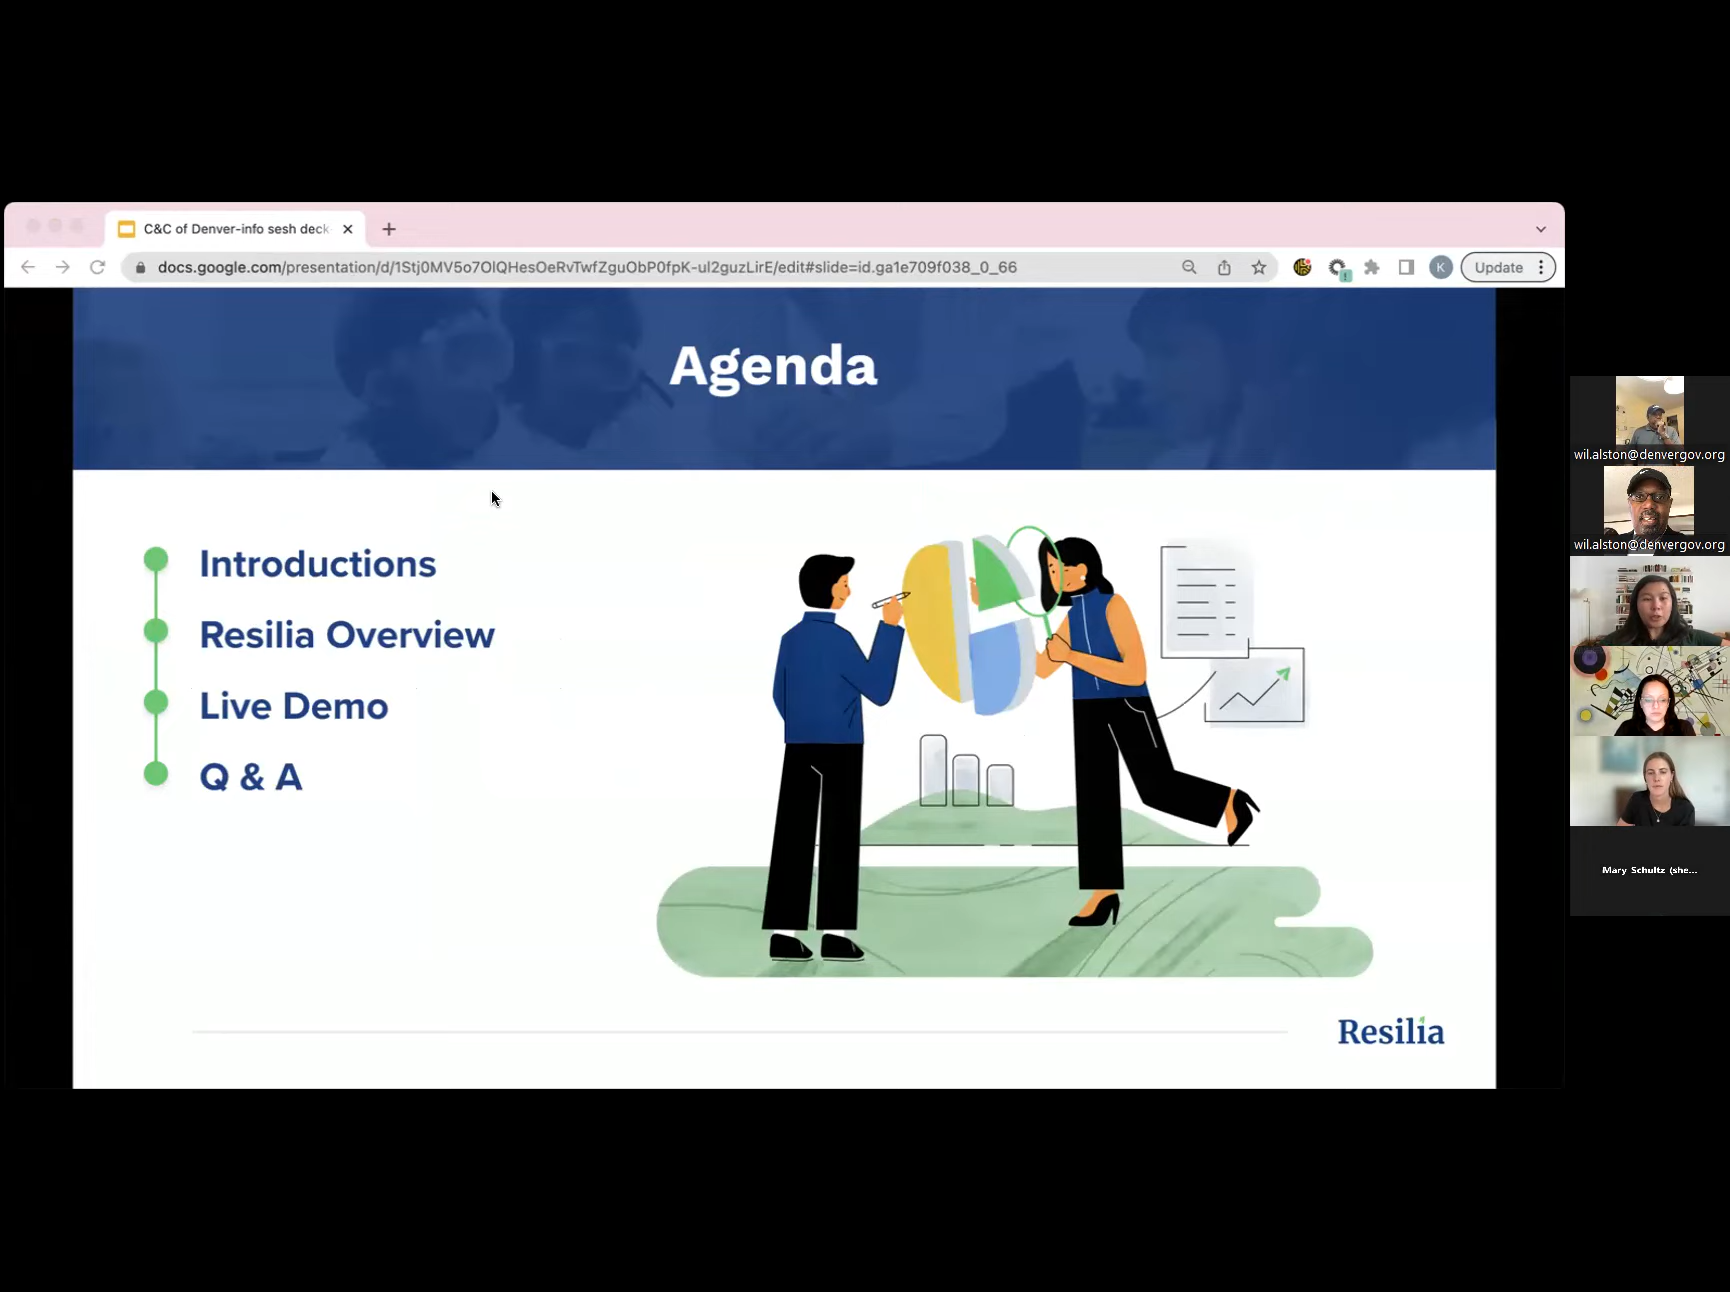 C&C of Denver-info sesh deck
docs.google.com/presentation/d/1Stj0MV5o7OlQHesOeRvTwfZguObP0fpK-ul2guzLirE/edit#slide=id.ga1e709f038_0_66
K
Update
Agenda
Introductions
Resilia Overview
Live Demo
Q & A
Resilia
wil.alston@denvergov.org
wil.alston@denvergov.org
Mary Schultz (she...